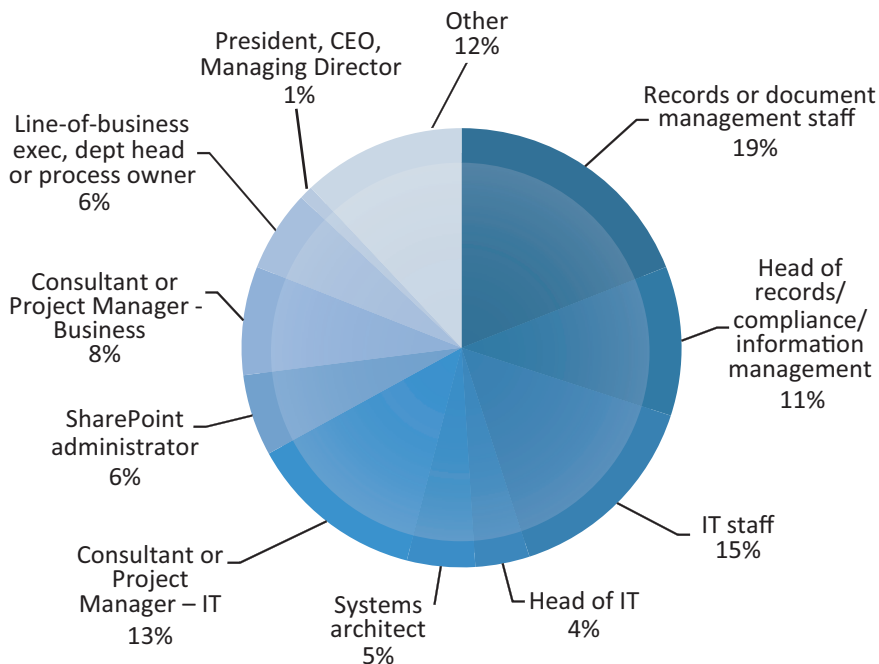 Other
12%
Records or document
management staff
19%
Head of
records/
compliance/
information
management
11%
IT staff
15%
Head of IT
4%
Systems
architect
5%
Consultant or
Project
Manager – IT
13%
SharePoint
administrator
6%
Consultant or
Project Manager -
Business
8%
Line-of-business
exec, dept head
or process owner
6%
President, CEO,
Managing Director
1%